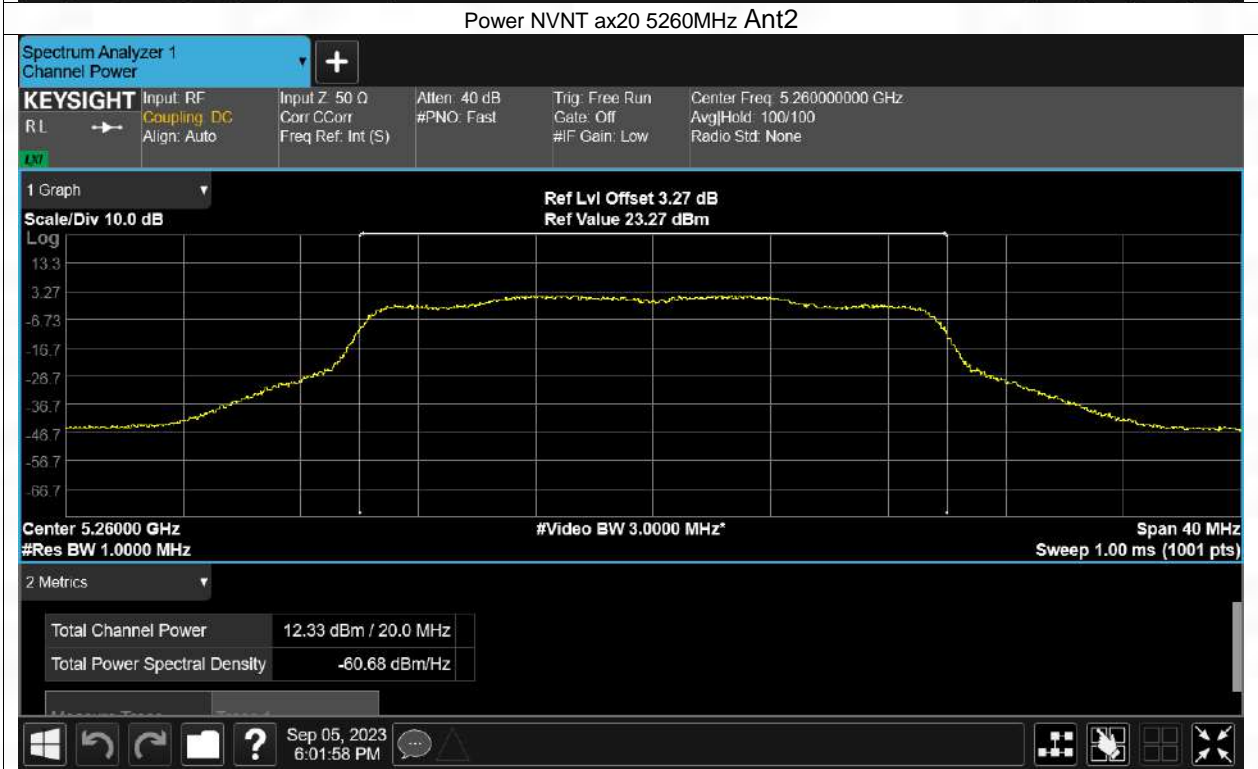 Power NVNT ax20 5260MHz Ant2
Spectrum Analyzer 1
Channel Power
KEYSIGHT
RL
LXI
Input: RF
Coupling: DC
Align: Auto
Input Z: 50 Ω
Corr CCorr
Freq Ref: Int (S)
Atten: 40 dB
#PNO: Fast
Trig: Free Run
Gate: Off
#IF Gain: Low
Center Freq: 5.260000000 GHz
Avg|Hold: 100/100
Radio Std: None
1 Graph
Scale/Div 10.0 dB
Ref Lvl Offset 3.27 dB
Ref Value 23.27 dBm
Log
13.3
3.27
-6.73
-16.7
-26.7
-36.7
-46.7
-56.7
-66.7
Center 5.26000 GHz
#Res BW 1.0000 MHz
#Video BW 3.0000 MHz*
Span 40 MHz
Sweep 1.00 ms (1001 pts)
2 Metrics
Total Channel Power 12.33 dBm / 20.0 MHz
Total Power Spectral Density -60.68 dBm/Hz
Sep 05, 2023
6:01:58 PM